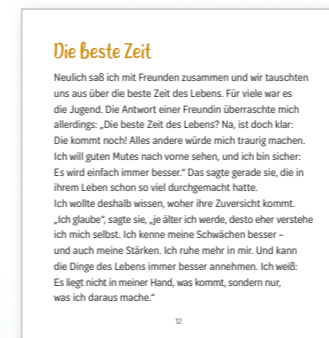 Die beste Zeit
Neulich saß ich mit Freunden zusammen und wir tauschten
uns aus über die beste Zeit des Lebens. Für viele war es
die Jugend. Die Antwort einer Freundin überraschte mich
allerdings: „Die beste Zeit des Lebens? Na, ist doch klar:
Die kommt noch! Alles andere würde mich traurig machen.
Ich will guten Mutes nach vorne sehen, und ich bin sicher:
Es wird einfach immer besser.“ Das sagte gerade sie, die in
ihrem Leben schon so viel durchgemacht hatte.
Ich wollte deshalb wissen, woher ihre Zuversicht kommt.
„Ich glaube“, sagte sie, „je älter ich werde, desto eher verstehe
ich mich selbst. Ich kenne meine Schwächen besser –
und auch meine Stärken. Ich ruhe mehr in mir. Und kann
die Dinge des Lebens immer besser annehmen. Ich weiß:
Es liegt nicht in meiner Hand, was kommt, sondern nur,
was ich daraus mache.“
12